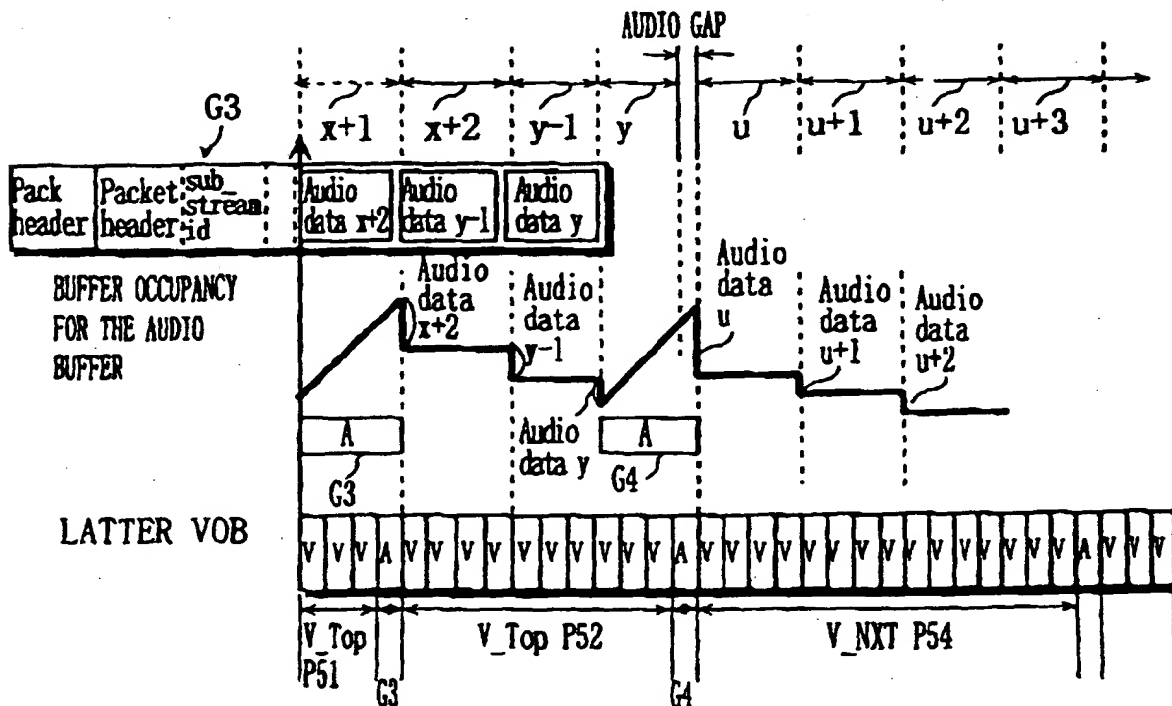 AUDIO GAP
x+1 x+2 y-1 y u u+1 u+2 u+3
G3
Pack header
Packet header
sub_stream id
Audio data x+2
Audio data y-1
Audio data y
BUFFER OCCUPANCY
FOR THE AUDIO
BUFFER
Audio data x+2
Audio data y-1
Audio data y
Audio data u
Audio data u+1
Audio data u+2
A
G3
A
G4
LATTER VOB
V V V A V V V V V V V V V V A V V V V V V V V V V V V V V A V V V
V_Top P51
G3
V_Top P52
G4
V_NXT P54